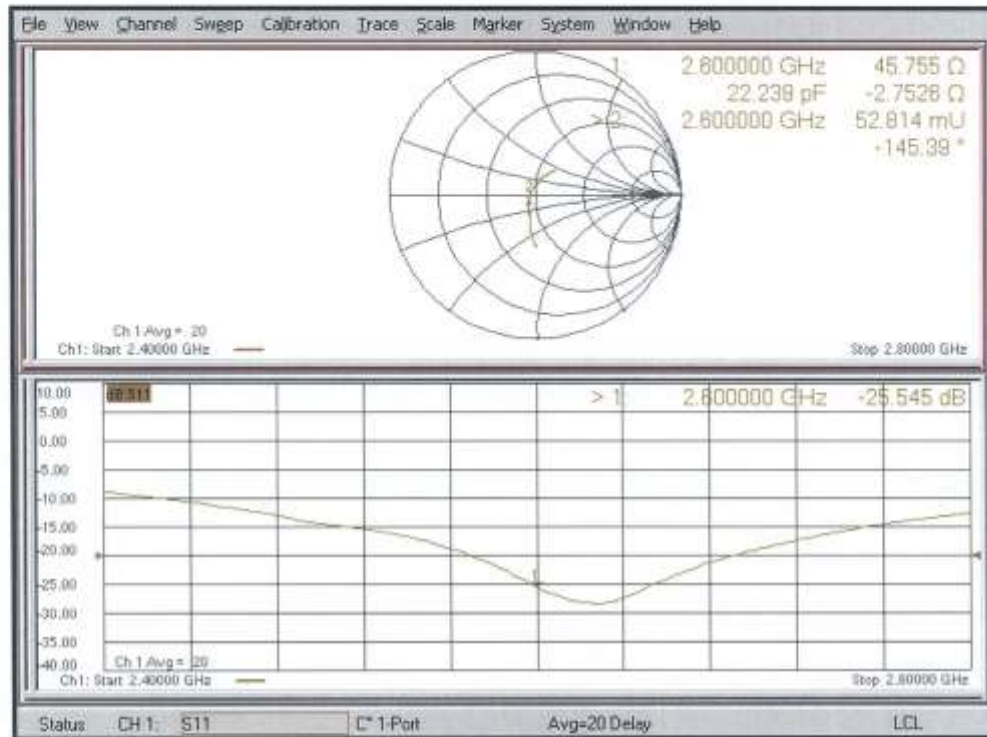 File View Channel Sweep Calibration Trace Scale Marker System Window Help
1 2.600000 GHz 45.755 Ω
22.239 pF -2.7526 Ω
> 2 2.600000 GHz 52.814 mU
-145.39 °
Ch 1 Avg = 20
Ch1: Start 2.40000 GHz
Stop 2.80000 GHz
10.00
> 1 2.600000 GHz -25.545 dB
5.00
0.00
-5.00
-10.00
-15.00
-20.00
-25.00
1
-30.00
-35.00
-40.00
Ch 1 Avg = 20
Ch1: Start 2.40000 GHz
Stop 2.80000 GHz
Status CH 1: S11 C* 1-Port Avg=20 Delay LCL